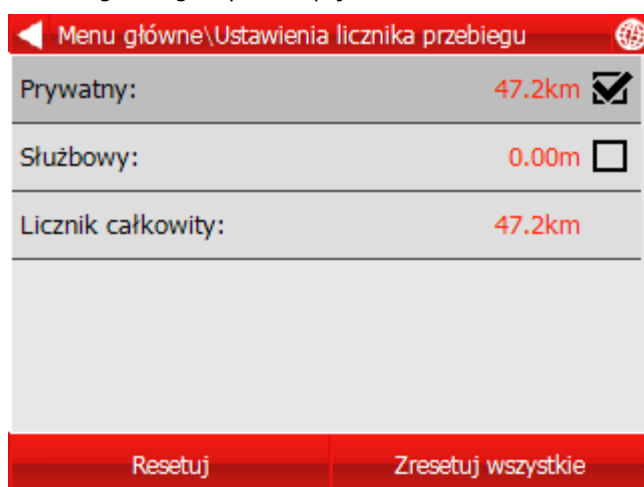 Menu główne\Ustawienia licznika przebiegu
Prywatny: 47.2km
Służbowy: 0.00m
Licznik całkowity: 47.2km
Resetuj Zresetuj wszystkie